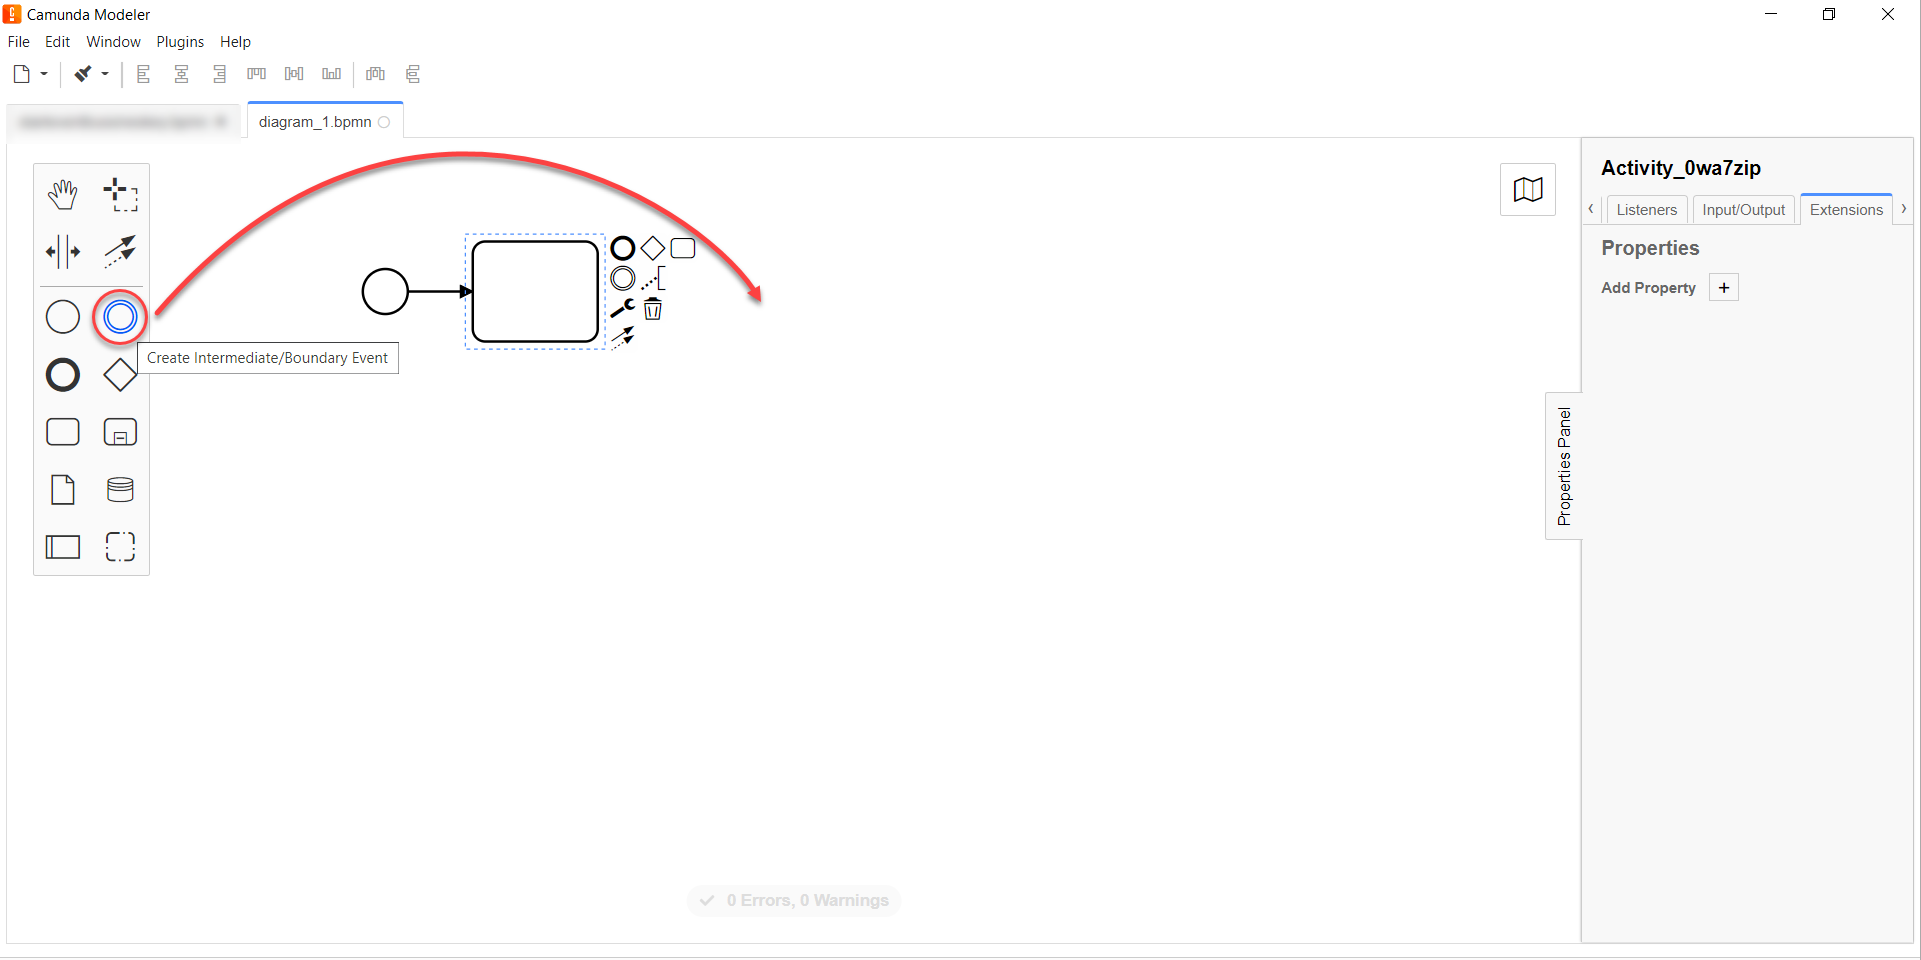 Camunda Modeler
File Edit Window Plugins Help
diagram_1.bpmn
Activity_0wa7zip
Listeners Input/Output Extensions
Properties
Add Property +
Create Intermediate/Boundary Event
Properties Panel
0 Errors, 0 Warnings